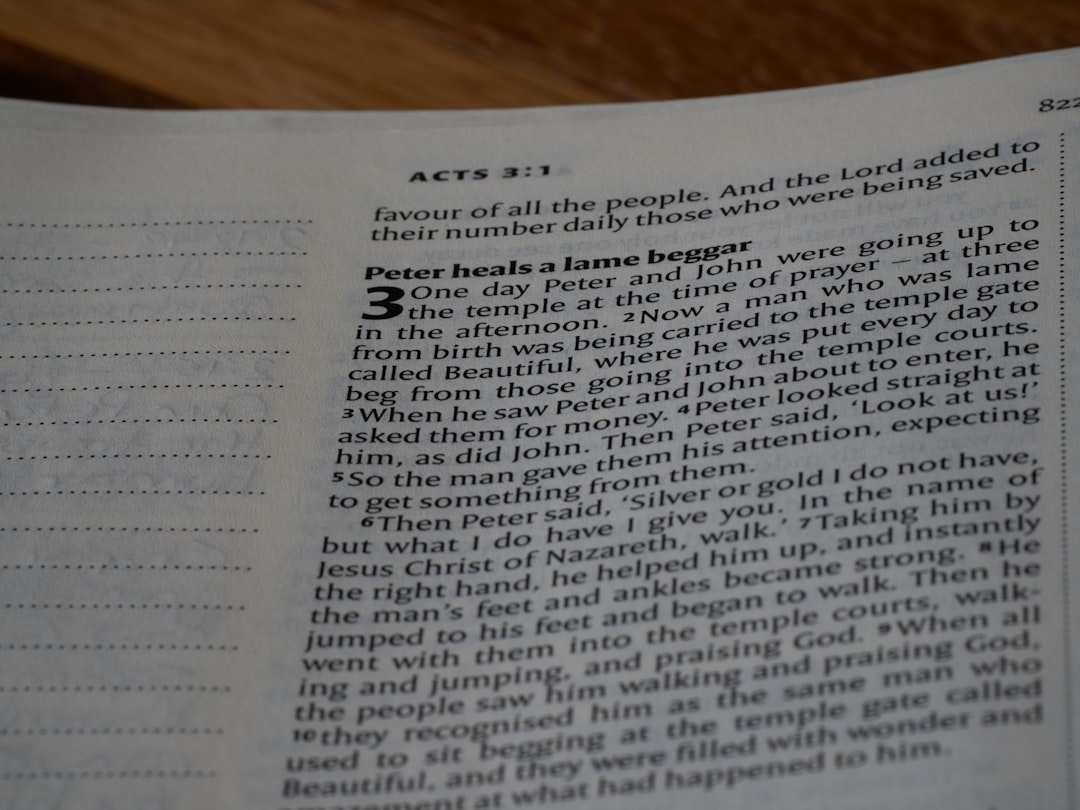 822
ACTS 3:1
favour of all the people. And the Lord added to
their number daily those who were being saved.
Peter heals a lame beggar
3 One day Peter and John were going up to
the temple at the time of prayer – at three
in the afternoon. 2 Now a man who was lame
from birth was being carried to the temple gate
called Beautiful, where he was put every day to
beg from those going into the temple courts.
3 When he saw Peter and John about to enter, he
asked them for money. 4 Peter looked straight at
him, as did John. Then Peter said, ‘Look at us!’
5 So the man gave them his attention, expecting
to get something from them.
6 Then Peter said, ‘Silver or gold I do not have,
but what I do have I give you. In the name of
Jesus Christ of Nazareth, walk.’ 7 Taking him by
the right hand, he helped him up, and instantly
the man’s feet and ankles became strong. 8 He
jumped to his feet and began to walk. Then he
went with them into the temple courts, walk-
ing and jumping, and praising God. 9 When all
the people saw him walking and praising God,
10 they recognised him as the same man who
used to sit begging at the temple gate called
Beautiful, and they were filled with wonder and
amazement at what had happened to him.